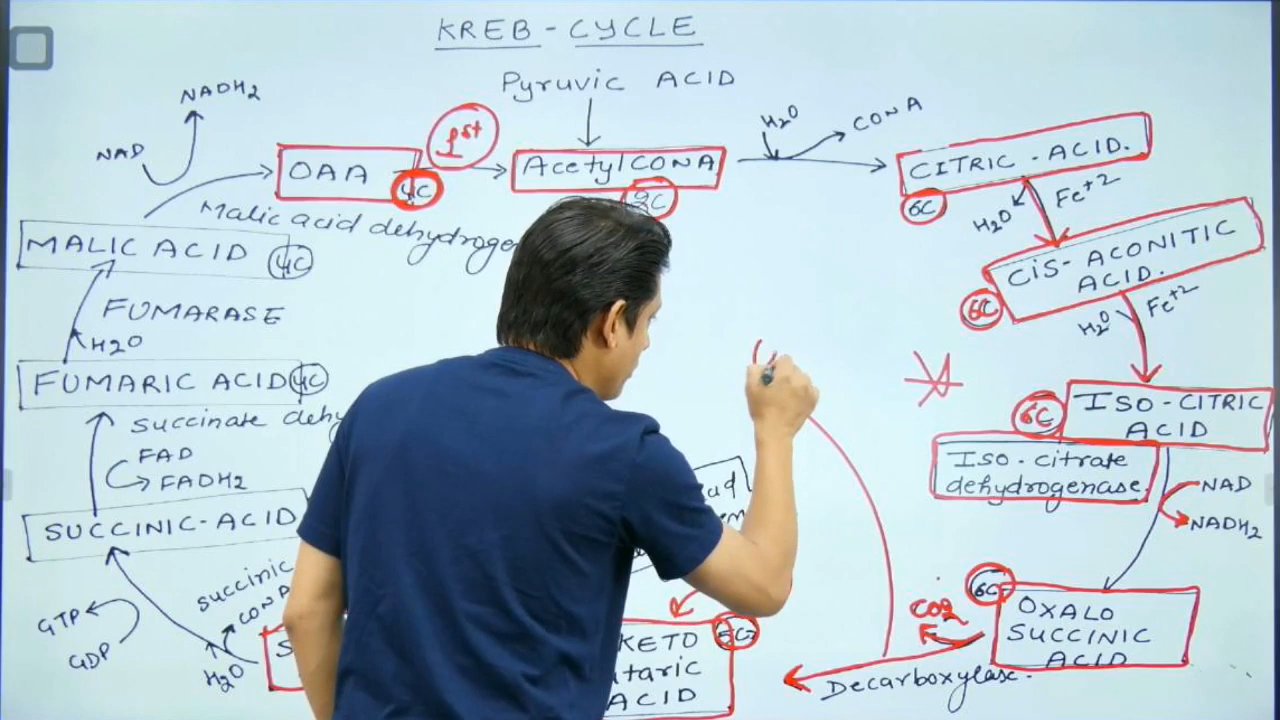 KREB-CYCLE
Pyruvic ACID
NADH2
NAD
OAA
4C
1st
Acetyl CONA
2C
H2O
CONA
CITRIC-ACID.
6C
H2O
Fe+2
Malic acid dehydrogen
MALIC ACID
4C
CIS-ACONITIC
ACID.
6C
H2O
Fe+2
FUMARASE
H2O
FUMARIC ACID
4C
Succinate dehy
FAD
FADH2
ISO-CITRIC
ACID
6C
Iso-citrate
dehydrogenase.
NAD
NADH2
SUCCINIC-ACID
GTP
GDP
succinic
CONA
H2O
S
KETO
utaric
ACID
CO2
6C
OXALO
SUCCINIC
ACID
Decarboxylase.